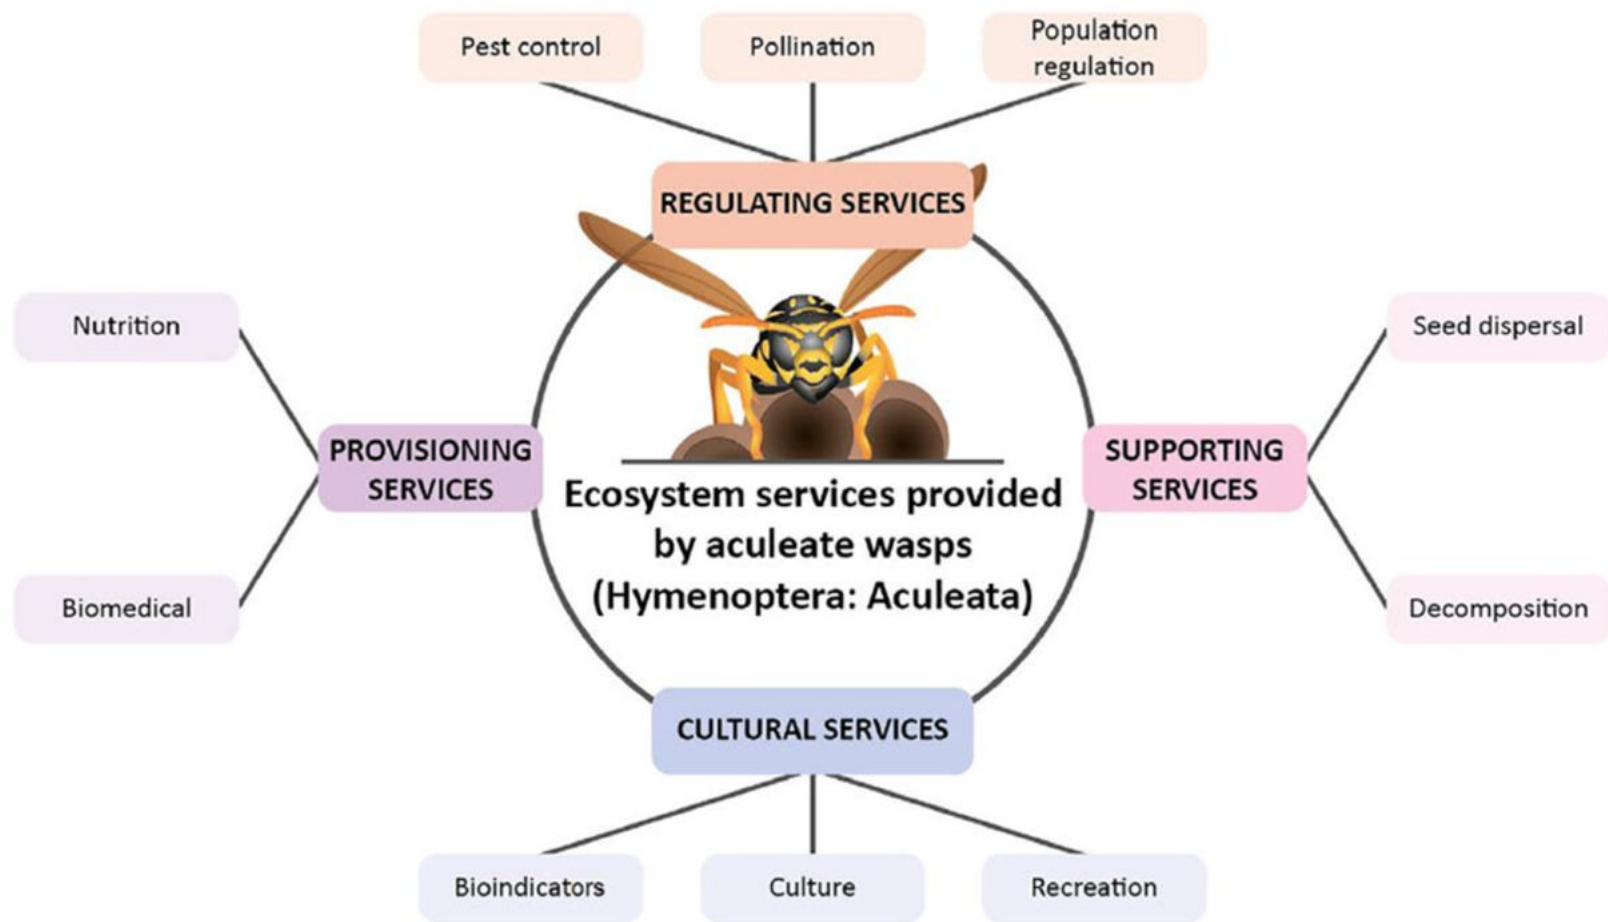 Pest control
Pollination
Population
regulation
REGULATING SERVICES
Nutrition
Seed dispersal
PROVISIONING
SERVICES
SUPPORTING
SERVICES
Ecosystem services provided
by aculeate wasps
(Hymenoptera: Aculeata)
Biomedical
Decomposition
CULTURAL SERVICES
Bioindicators
Culture
Recreation